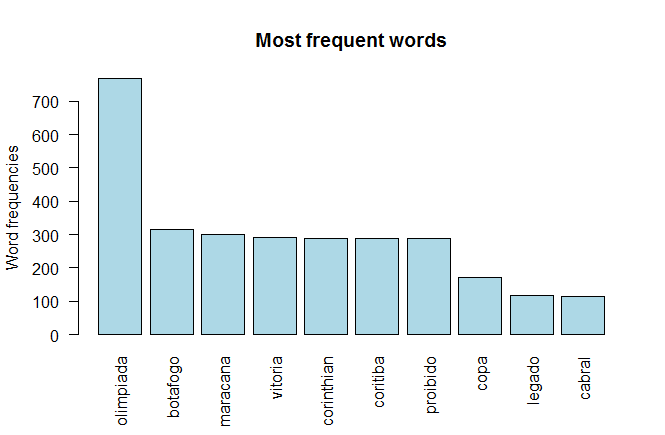 Most frequent words
Word frequencies
700
600
500
400
300
200
100
0
olimpiada
botafogo
maracana
vitoria
corinthian
coritiba
proibido
copa
legado
cabral